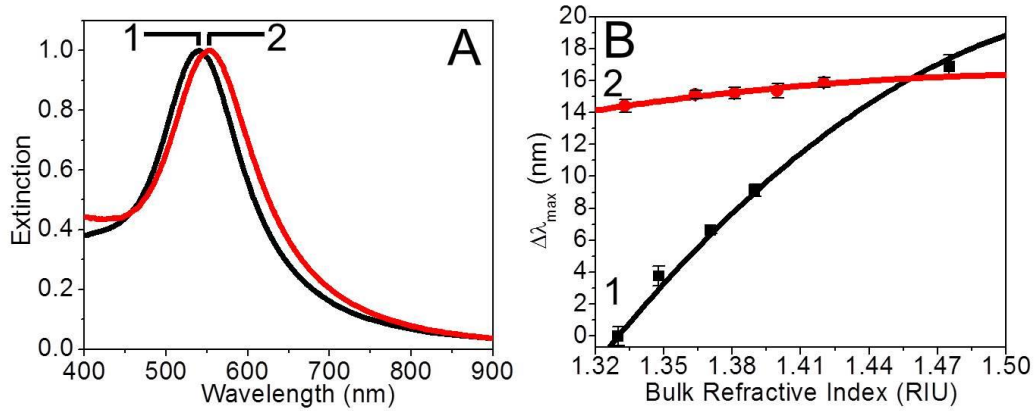 1 2 A
Extinction
1.0
0.8
0.6
0.4
0.2
0.0
400 500 600 700 800 900
Wavelength (nm)
B
Δλmax (nm)
20
18
16
14
12
10
8
6
4
2
0
2
1
1.32 1.35 1.38 1.41 1.44 1.47 1.50
Bulk Refractive Index (RIU)